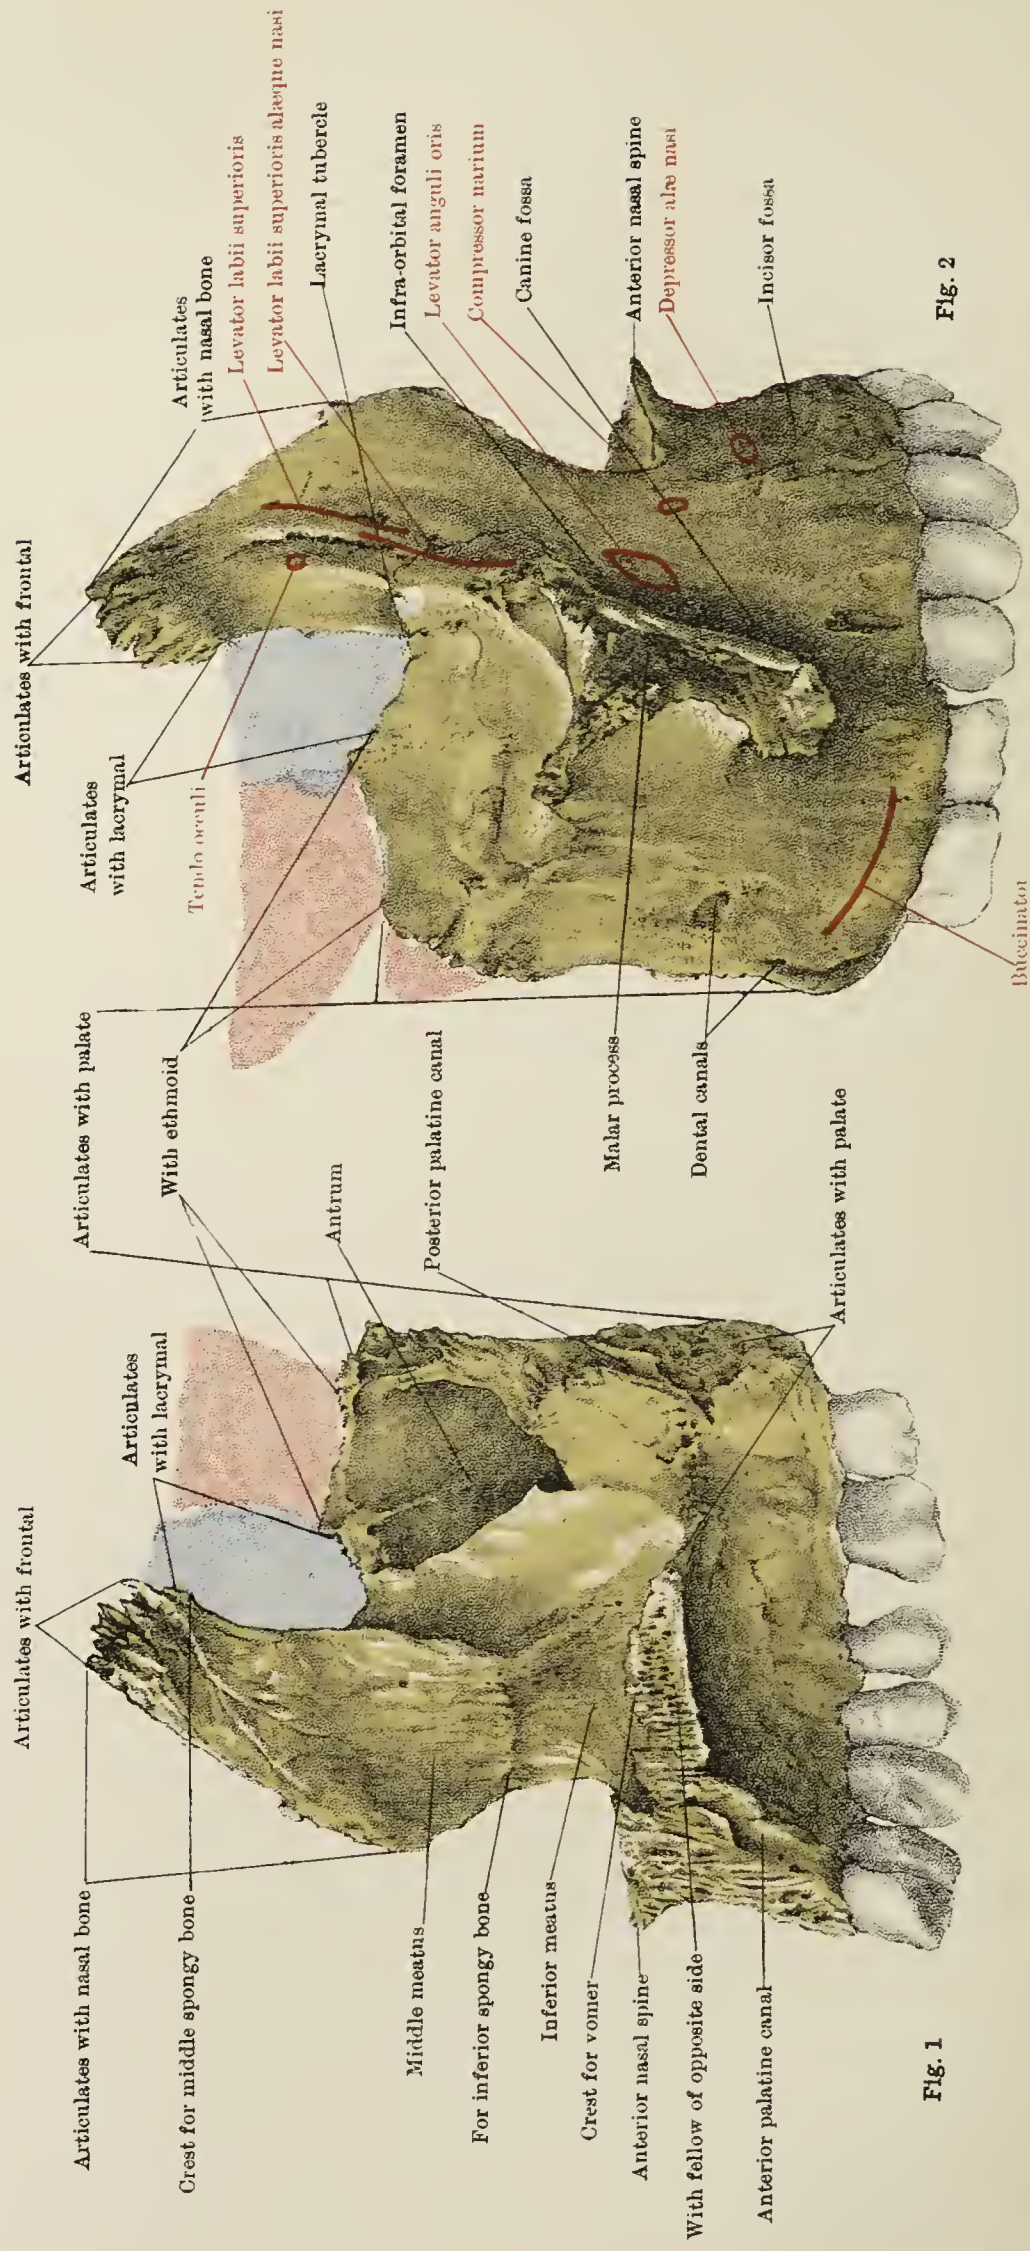 Articulates with nasal bone
Crest for middle spongy bone
Middle meatus
For inferior spongy bone
Inferior meatus
Crest for vomer
Anterior nasal spine
With fellow of opposite side
Anterior palatine canal
Fig. 1
Articulates with frontal
Articulates
with lacrymal
Articulates with palate
With ethmoid
Antrum
Posterior palatine canal
Articulates with palate
Malar process
Dental canals
Buccinator
Articulates with frontal
Articulates
with lacrymal
Tendo occuli
Articulates
with nasal bone
Levator labii superioris
Levator labii superioris alæque nasi
Lacrymal tubercle
Infra-orbital foramen
Levator anguli oris
Compressor narium
Canine fossa
Anterior nasal spine
Depressor alæ nasi
Incisor fossa
Fig. 2